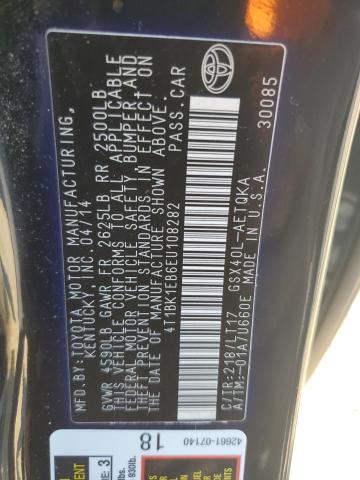 MFD. BY: TOYOTA MOTOR MANUFACTURING,
KENTUCKY, INC. 04/14
GVWR 4590LB GAWR FR 2625LB RR 2500LB
THIS VEHICLE CONFORMS TO ALL APPLICABLE
FEDERAL MOTOR VEHICLE SAFETY, BUMPER AND
THEFT PREVENTION STANDARDS IN EFFECT ON
THE DATE OF MANUFACTURE SHOWN ABOVE.
4T1BK1EB6EU108282 PASS.CAR
C/TR:218/LT17 GSX40L-AETQKA
A/TM:-01A/U660E MADE IN U.S.A. 30085
42661-07140
18
E: 3
lbs.
930lb.